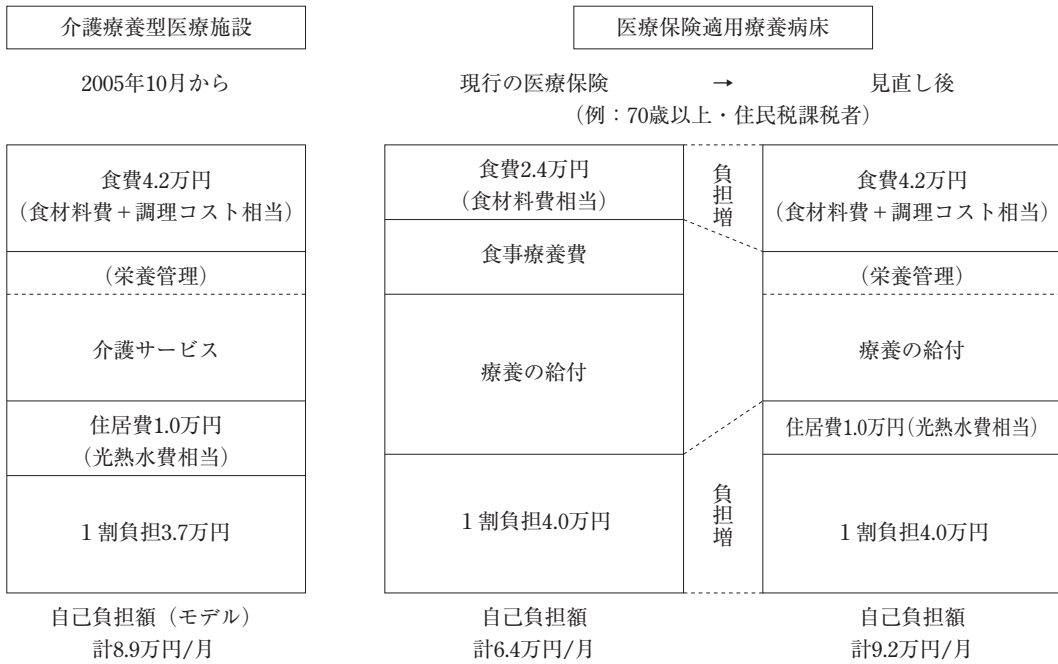 介護療養型医療施設
医療保険適用療養病床
2005年10月から
現行の医療保険 → 見直し後
（例：70歳以上・住民税課税者）
食費4.2万円
（食材料費＋調理コスト相当）
（栄養管理）
介護サービス
住居費1.0万円
（光熱水費相当）
1割負担3.7万円
自己負担額（モデル）
計8.9万円/月
食費2.4万円
（食材料費相当）
食事療養費
療養の給付
1割負担4.0万円
自己負担額
計6.4万円/月
負担増
負担増
食費4.2万円
（食材料費＋調理コスト相当）
（栄養管理）
療養の給付
住居費1.0万円（光熱水費相当）
1割負担4.0万円
自己負担額
計9.2万円/月